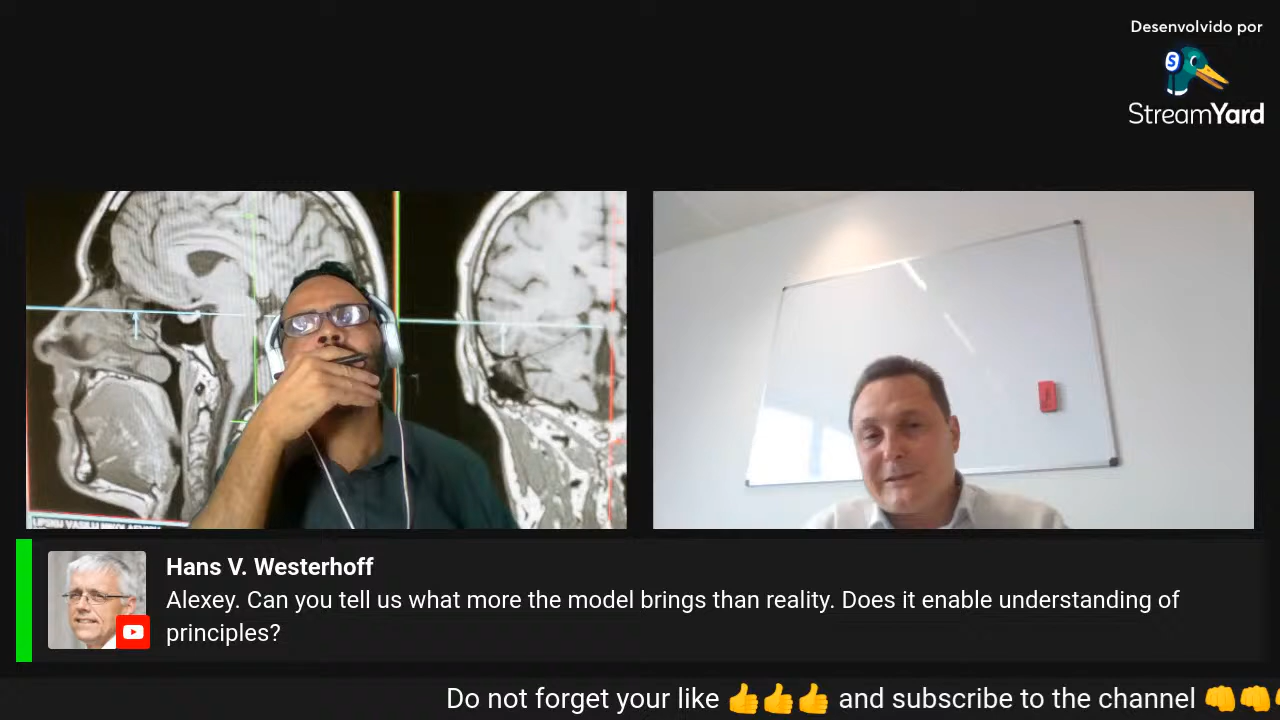 Desenvolvido por
StreamYard
Hans V. Westerhoff
Alexey. Can you tell us what more the model brings than reality. Does it enable understanding of
principles?
Do not forget your like 👍👍👍 and subscribe to the channel 👊👊